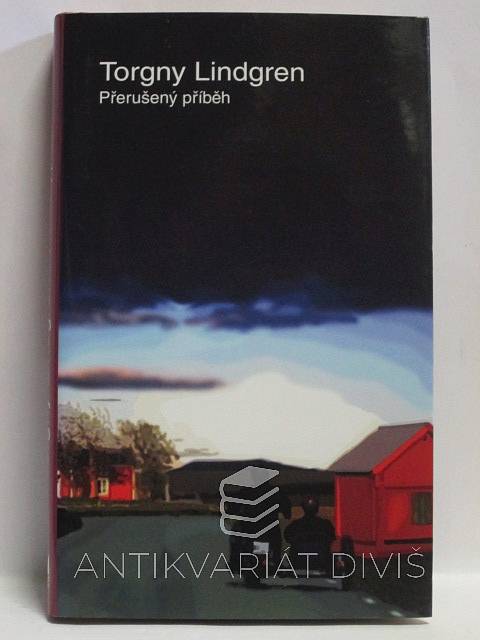 Torgny Lindgren
Přerušený příběh
ANTIKVARIÁT DIVIŠ